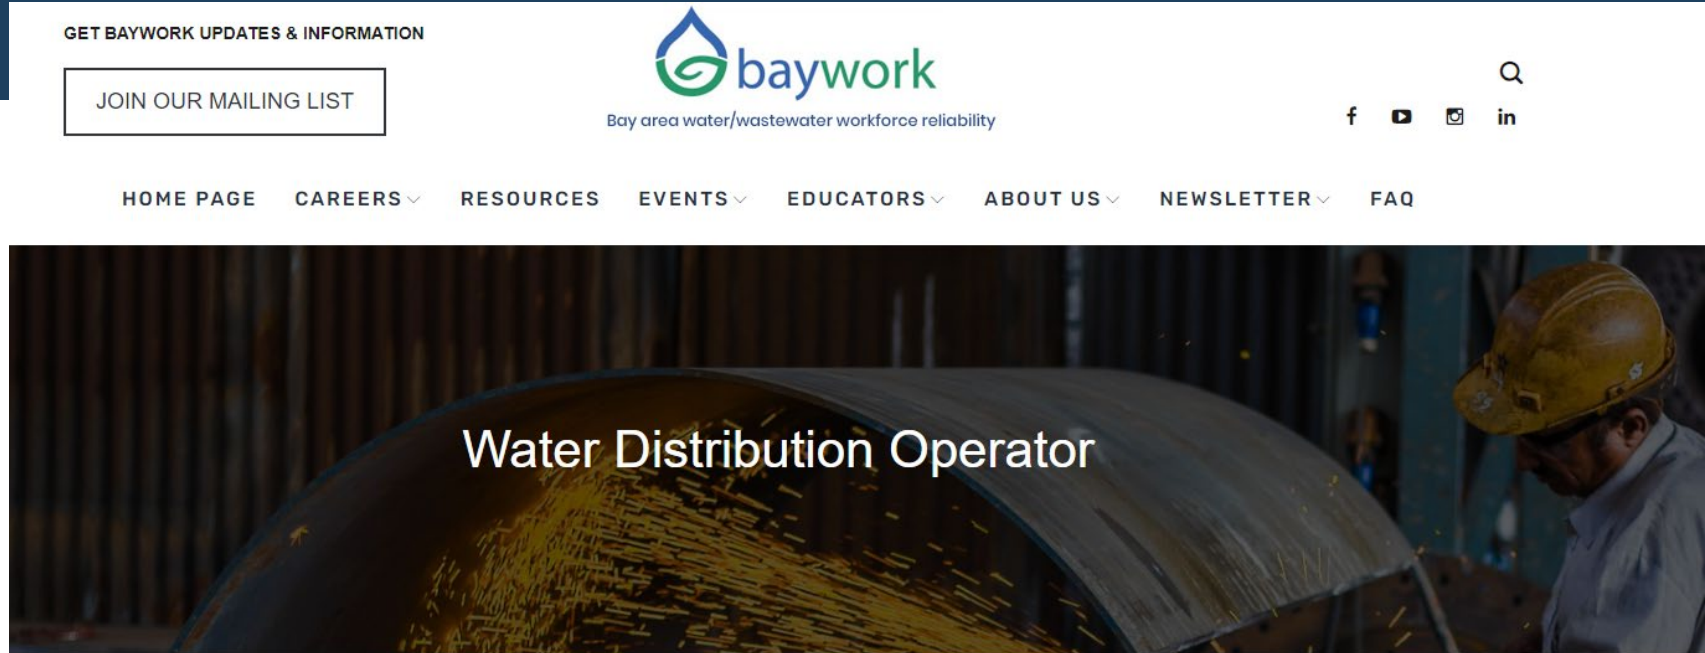 GET BAYWORK UPDATES & INFORMATION
JOIN OUR MAILING LIST
baywork
Bay area water/wastewater workforce reliability
f
in
HOME PAGE CAREERS RESOURCES EVENTS EDUCATORS ABOUT US NEWSLETTER FAQ
Water Distribution Operator